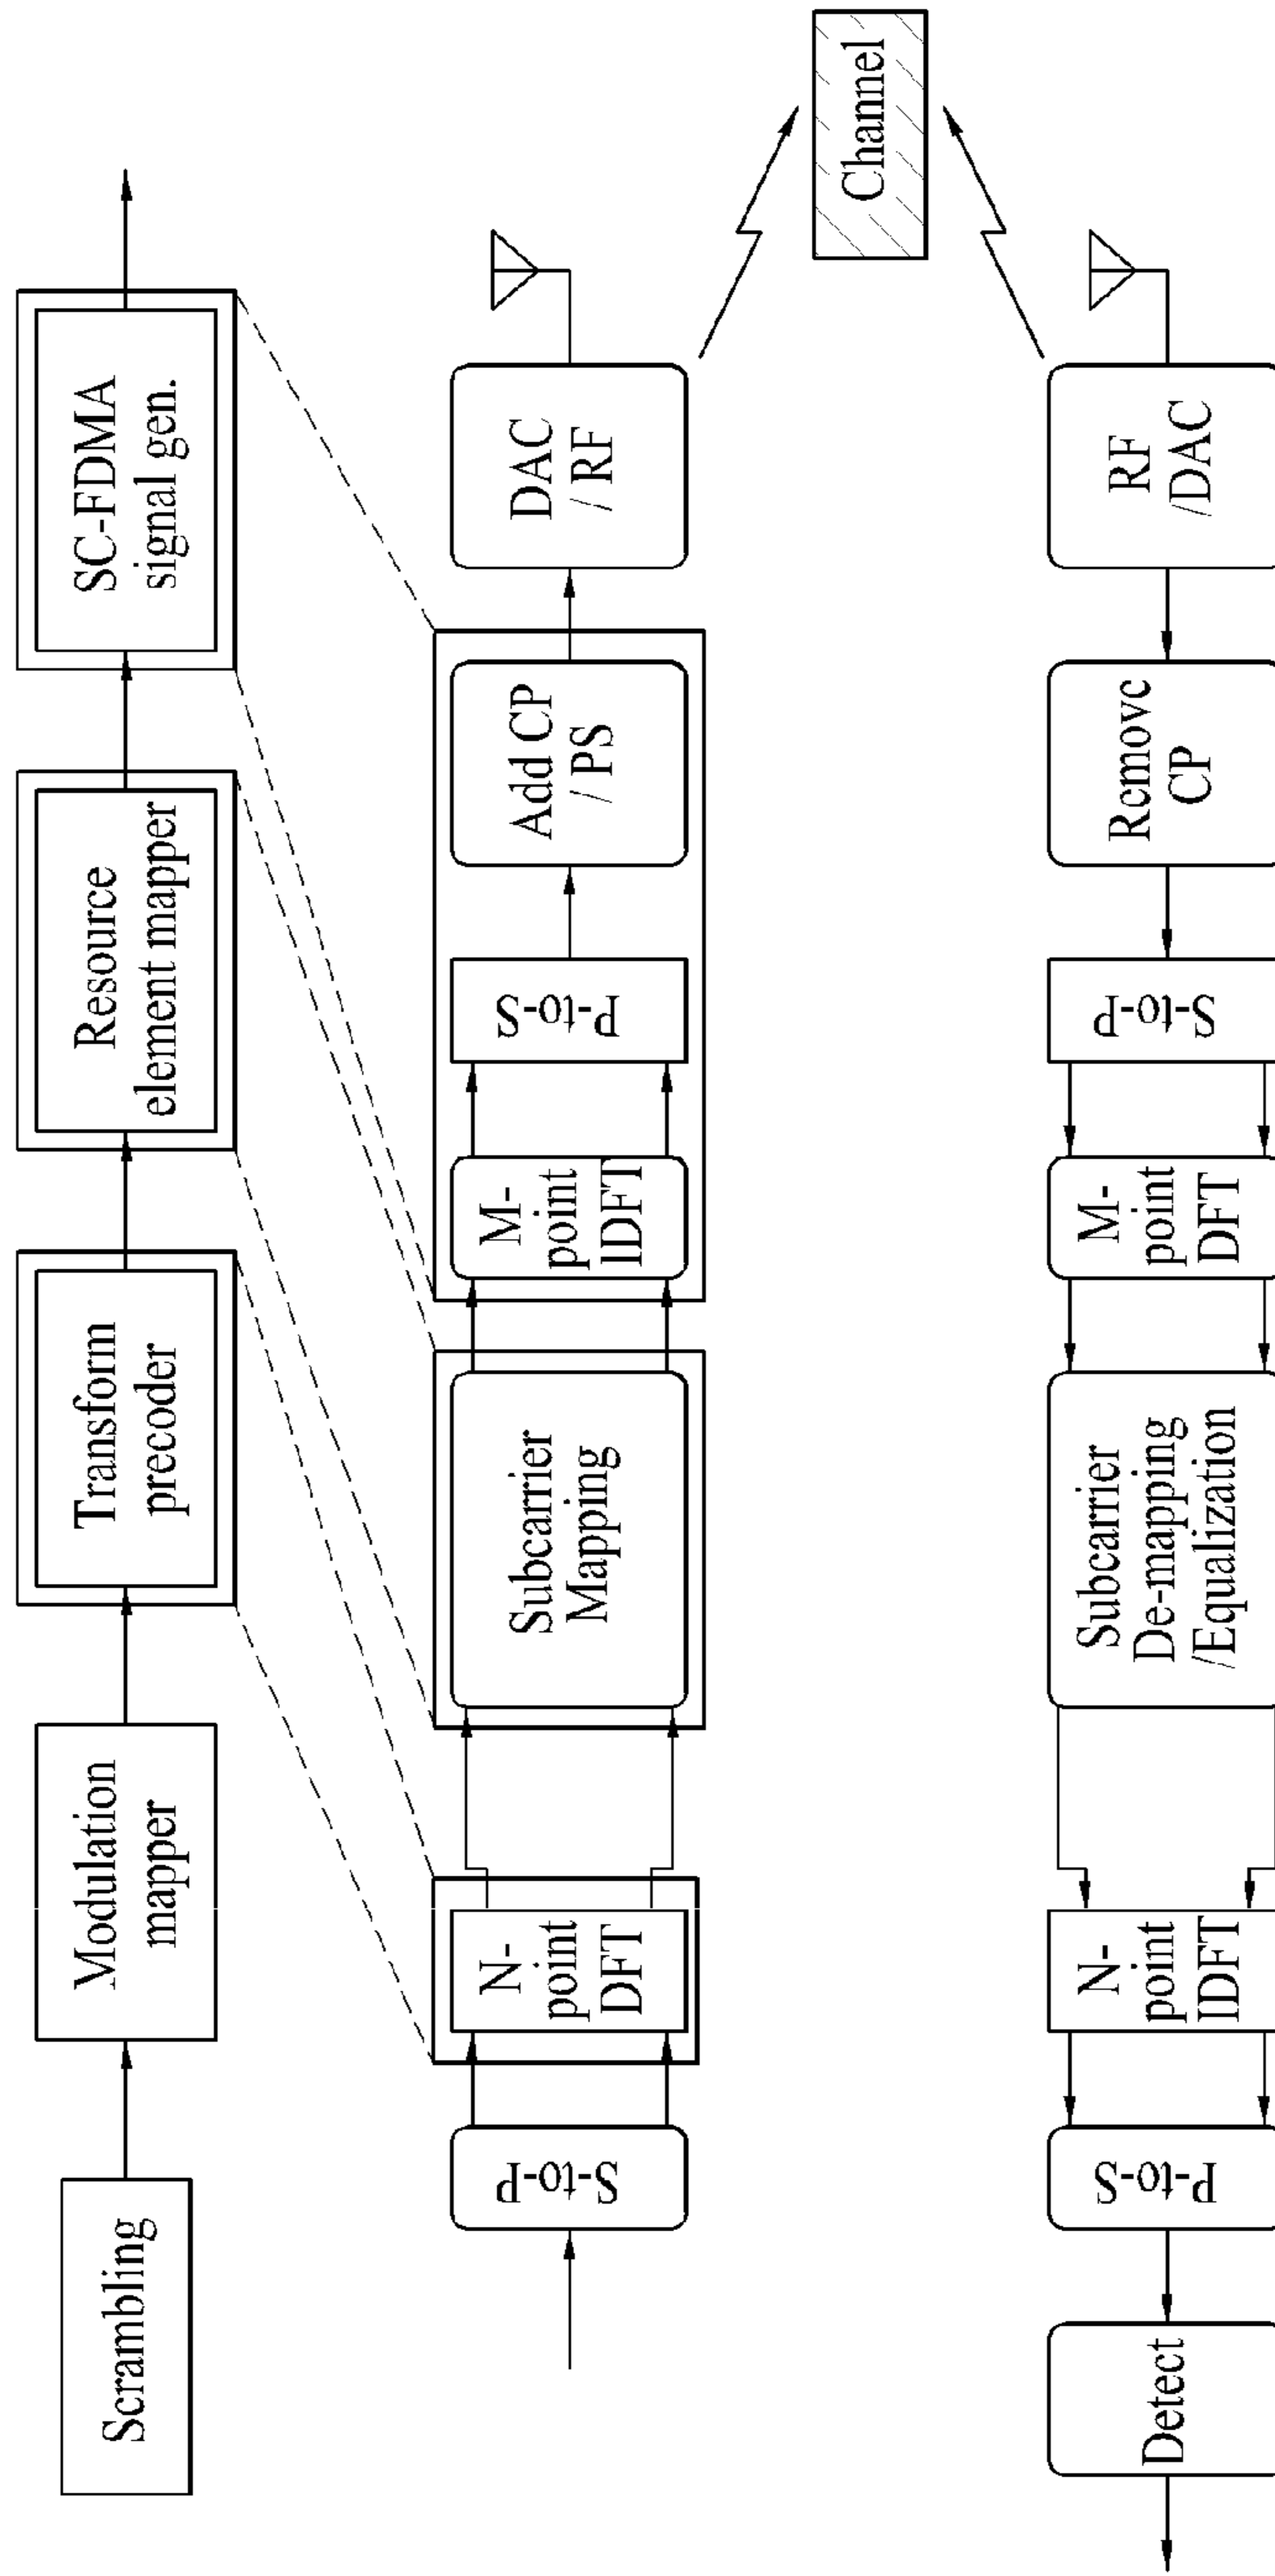 Scrambling
Modulation
mapper
Transform
precoder
Resource
element mapper
SC-FDMA
signal gen.
S-to-P
N-
point
DFT
Subcarrier
Mapping
M-
point
IDFT
P-to-S
Add CP
/ PS
DAC
/ RF
Channel
Detect
P-to-S
N-
point
IDFT
Subcarrier
De-mapping
/Equalization
M-
point
DFT
S-to-P
Removc
CP
RF
/DAC